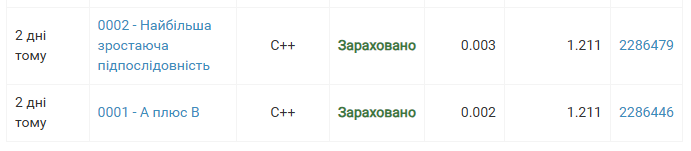 2 дні тому
0002 - Найбільша зростаюча підпослідовність
C++
Зараховано
0.003
1.211
2286479
2 дні тому
0001 - А плюс В
C++
Зараховано
0.002
1.211
2286446